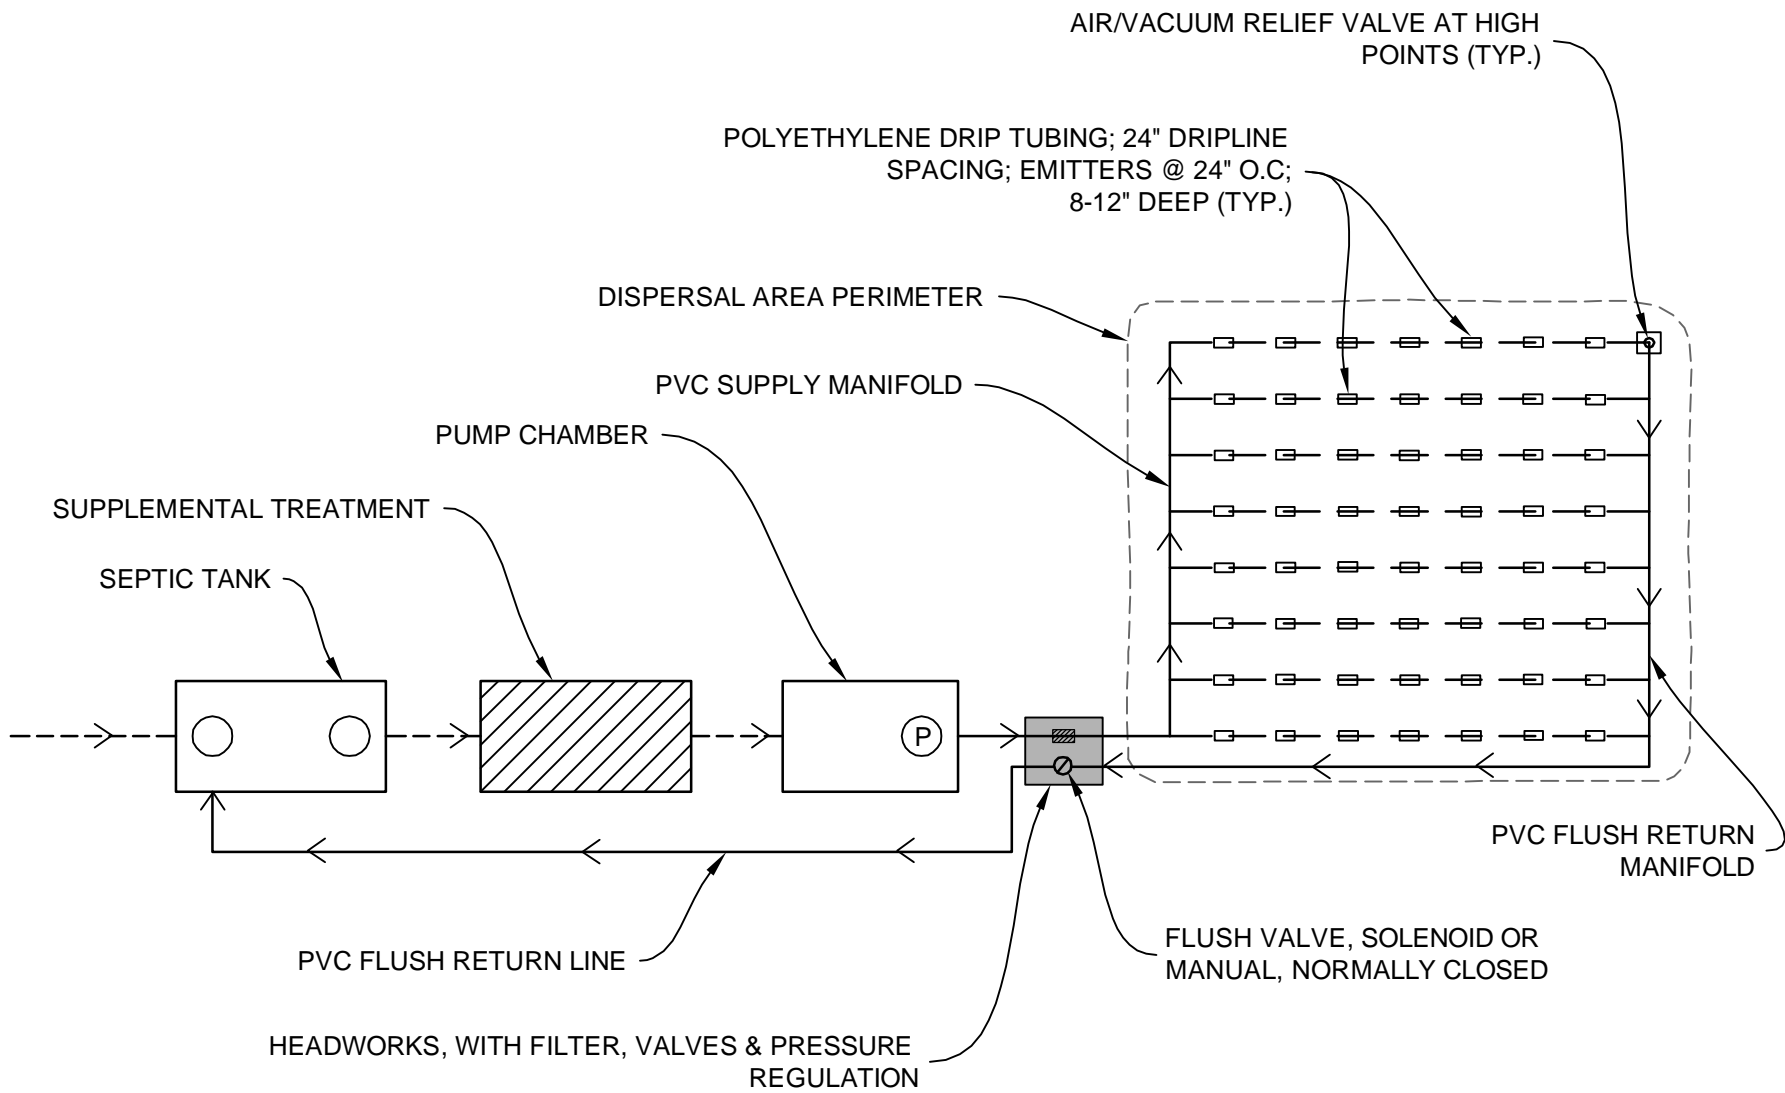 AIR/VACUUM RELIEF VALVE AT HIGH
POINTS (TYP.)
POLYETHYLENE DRIP TUBING; 24" DRIPLINE
SPACING; EMITTERS @ 24" O.C;
8-12" DEEP (TYP.)
DISPERSAL AREA PERIMETER
PVC SUPPLY MANIFOLD
PUMP CHAMBER
SUPPLEMENTAL TREATMENT
SEPTIC TANK
P
PVC FLUSH RETURN
MANIFOLD
FLUSH VALVE, SOLENOID OR
MANUAL, NORMALLY CLOSED
PVC FLUSH RETURN LINE
HEADWORKS, WITH FILTER, VALVES & PRESSURE
REGULATION